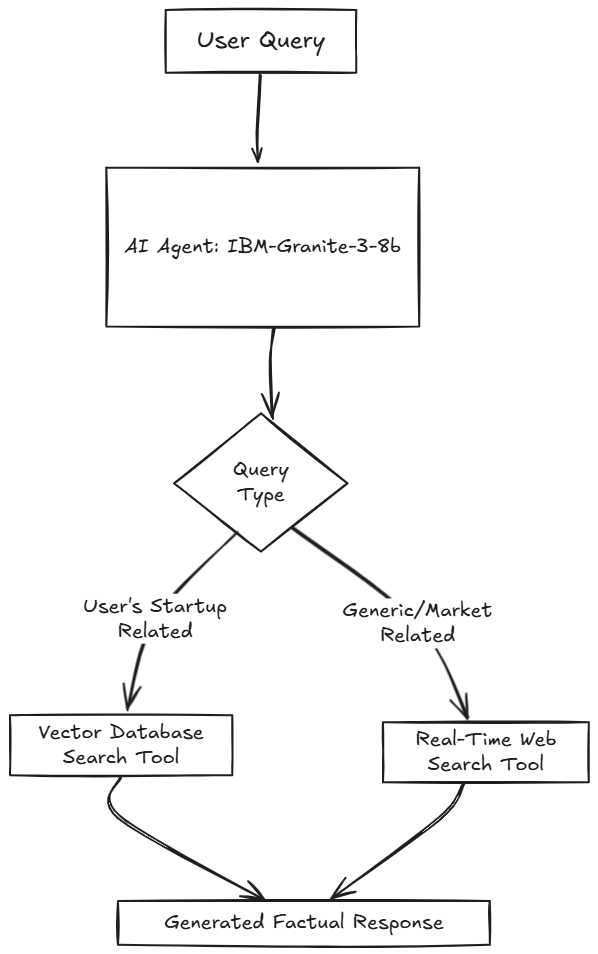 User Query
AI Agent: IBM-Granite-3-8b
Query
Type
User's Startup
Related
Generic/Market
Related
Vector Database
Search Tool
Real-Time Web
Search Tool
Generated Factual Response